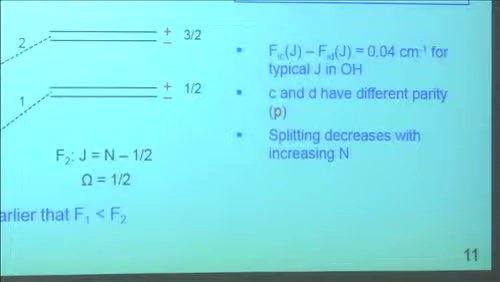 2
+ 3/2
−
1
+ 1/2
−
F₂: J = N – 1/2
Ω = 1/2
arlier that F₁ < F₂
▪ Fᵢc(J) – Fᵢd(J) ≈ 0.04 cm⁻¹ for
typical J in OH
▪ c and d have different parity
(p)
▪ Splitting decreases with
increasing N
11